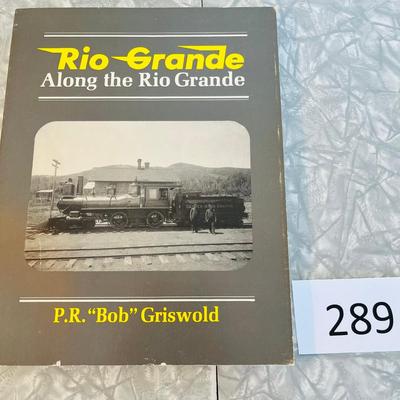 Rio Grande
Along the Rio Grande
P.R. "Bob" Griswold
289